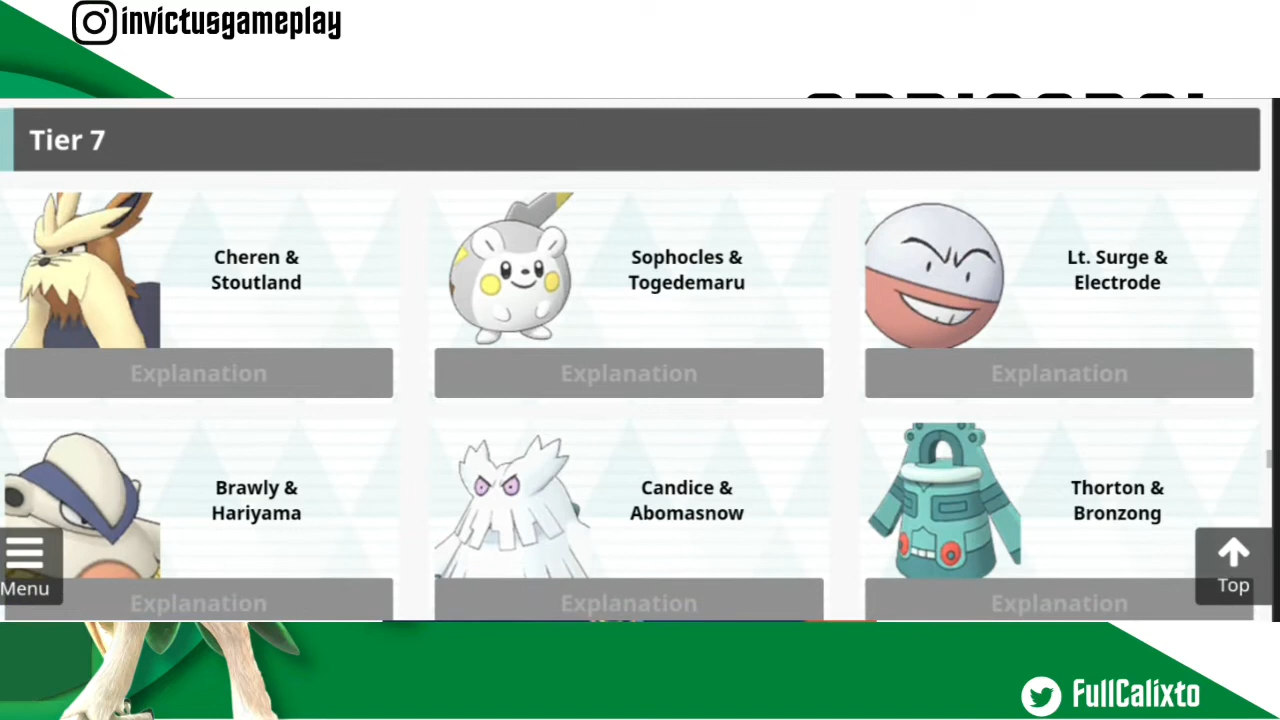 invictusgameplay
Tier 7
Cheren &
Stoutland
Sophocles &
Togedemaru
Lt. Surge &
Electrode
Explanation
Explanation
Explanation
Brawly &
Hariyama
Candice &
Abomasnow
Thorton &
Bronzong
Menu
Top
Explanation
Explanation
Explanation
FullCalixto